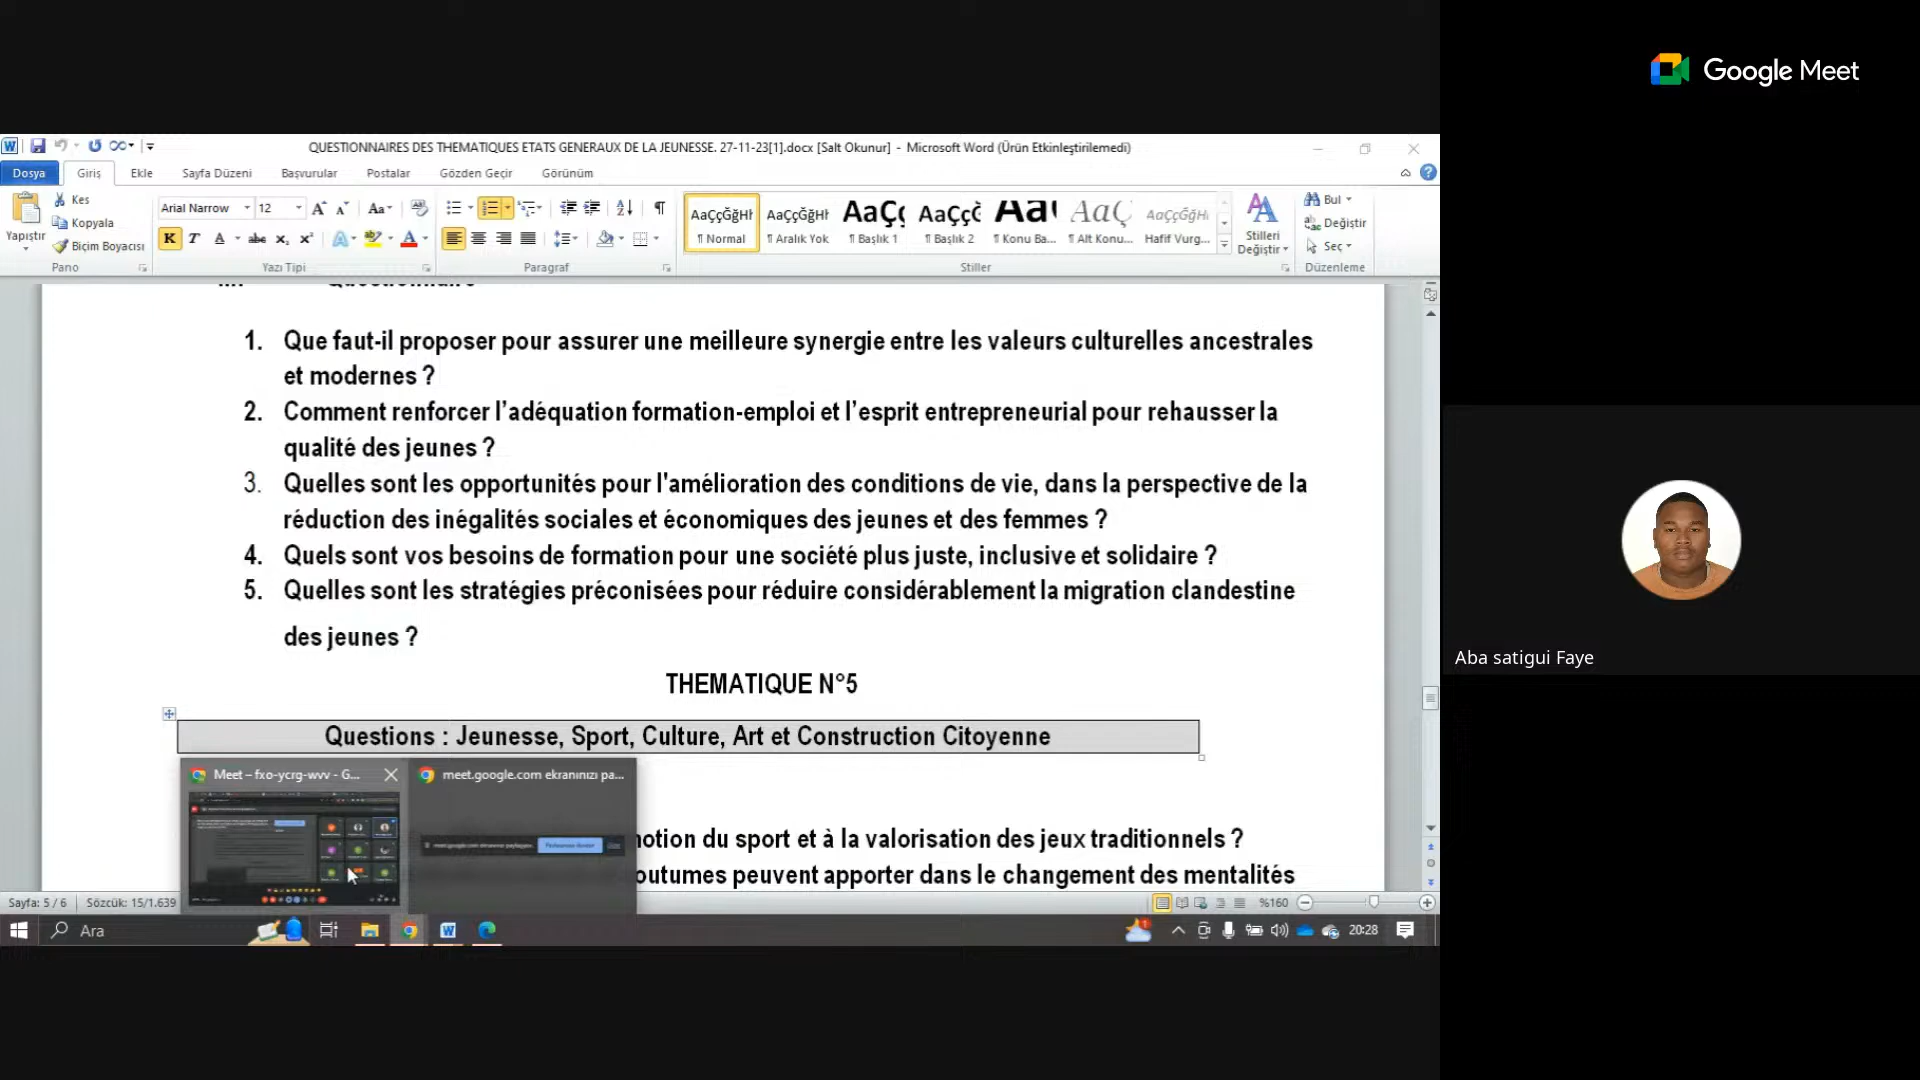 Google Meet
QUESTIONNAIRES DES THEMATIQUES ETATS GENERAUX DE LA JEUNESSE. 27-11-23[1].docx [Salt Okunur] - Microsoft Word (Ürün Etkinleştirilemedi)
Dosya Giriş Ekle Sayfa Düzeni Başvurular Postalar Gözden Geçir Görünüm
Yapıştır
Kes
Kopyala
Biçim Boyacısı
Arial Narrow 12
AaÇçĞğHł AaÇçĞğHł AaÇç AaÇçĞ AaÇ AaÇçĞğHı
¶ Normal ¶ Aralık Yok ¶ Başlık 1 ¶ Başlık 2 ¶ Konu Ba... ¶ Alt Konu... Hafif Vurg...
Stilleri
Değiştir
Bul
Değiştir
Seç
Pano Yazı Tipi Paragraf Stiller Düzenleme
Questionnaire
1. Que faut-il proposer pour assurer une meilleure synergie entre les valeurs culturelles ancestrales
et modernes ?
2. Comment renforcer l’adéquation formation-emploi et l’esprit entrepreneurial pour rehausser la
qualité des jeunes ?
3. Quelles sont les opportunités pour l'amélioration des conditions de vie, dans la perspective de la
réduction des inégalités sociales et économiques des jeunes et des femmes ?
4. Quels sont vos besoins de formation pour une société plus juste, inclusive et solidaire ?
5. Quelles sont les stratégies préconisées pour réduire considérablement la migration clandestine
des jeunes ?
THEMATIQUE N°5
Questions : Jeunesse, Sport, Culture, Art et Construction Citoyenne
Meet – fxo-ycrg-wvv - G... meet.google.com ekranınızı pa...
otion du sport et à la valorisation des jeux traditionnels ?
outumes peuvent apporter dans le changement des mentalités
Sayfa: 5 / 6 Sözcük: 15/1.639 %160
Ara 20:28
Aba satigui Faye